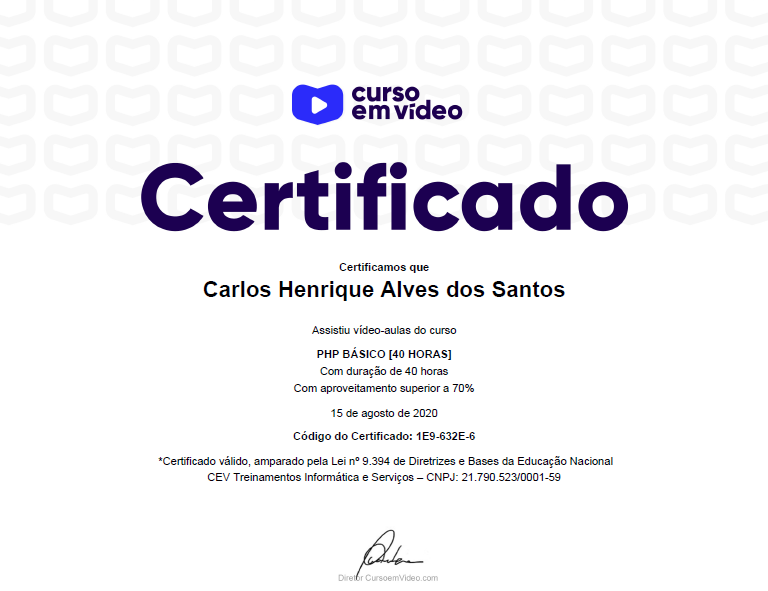 curso
em vídeo
Certificado
Certificamos que
Carlos Henrique Alves dos Santos
Assistiu vídeo-aulas do curso
PHP BÁSICO [40 HORAS]
Com duração de 40 horas
Com aproveitamento superior a 70%
15 de agosto de 2020
Código do Certificado: 1E9-632E-6
*Certificado válido, amparado pela Lei nº 9.394 de Diretrizes e Bases da Educação Nacional
CEV Treinamentos Informática e Serviços – CNPJ: 21.790.523/0001-59
Diretor CursoemVideo.com